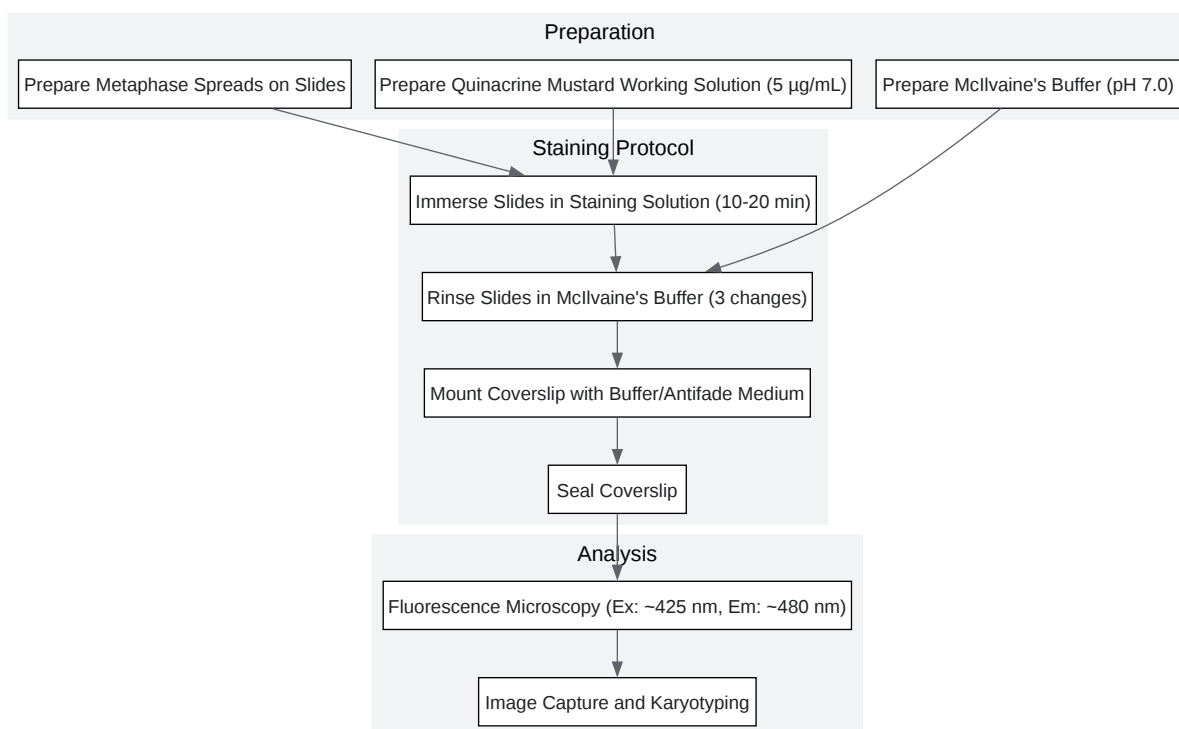 Preparation
Prepare Metaphase Spreads on Slides
Prepare Quinacrine Mustard Working Solution (5 µg/mL)
Prepare McIlvaine's Buffer (pH 7.0)
Staining Protocol
Immerse Slides in Staining Solution (10-20 min)
Rinse Slides in McIlvaine's Buffer (3 changes)
Mount Coverslip with Buffer/Antifade Medium
Seal Coverslip
Analysis
Fluorescence Microscopy (Ex: ~425 nm, Em: ~480 nm)
Image Capture and Karyotyping